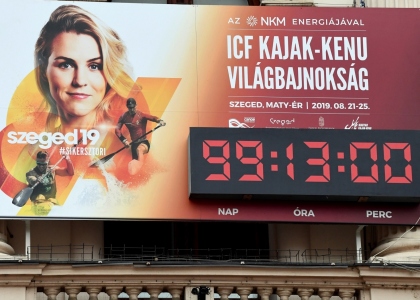 AZ NKM ENERGIÁJÁVAL
ICF KAJAK-KENU
VILÁGBAJNOKSÁG
SZEGED, MATY-ÉR | 2019. 08. 21-25.
szeged19
#SIKERSZTORI
99:13:00
NAP ÓRA PERC